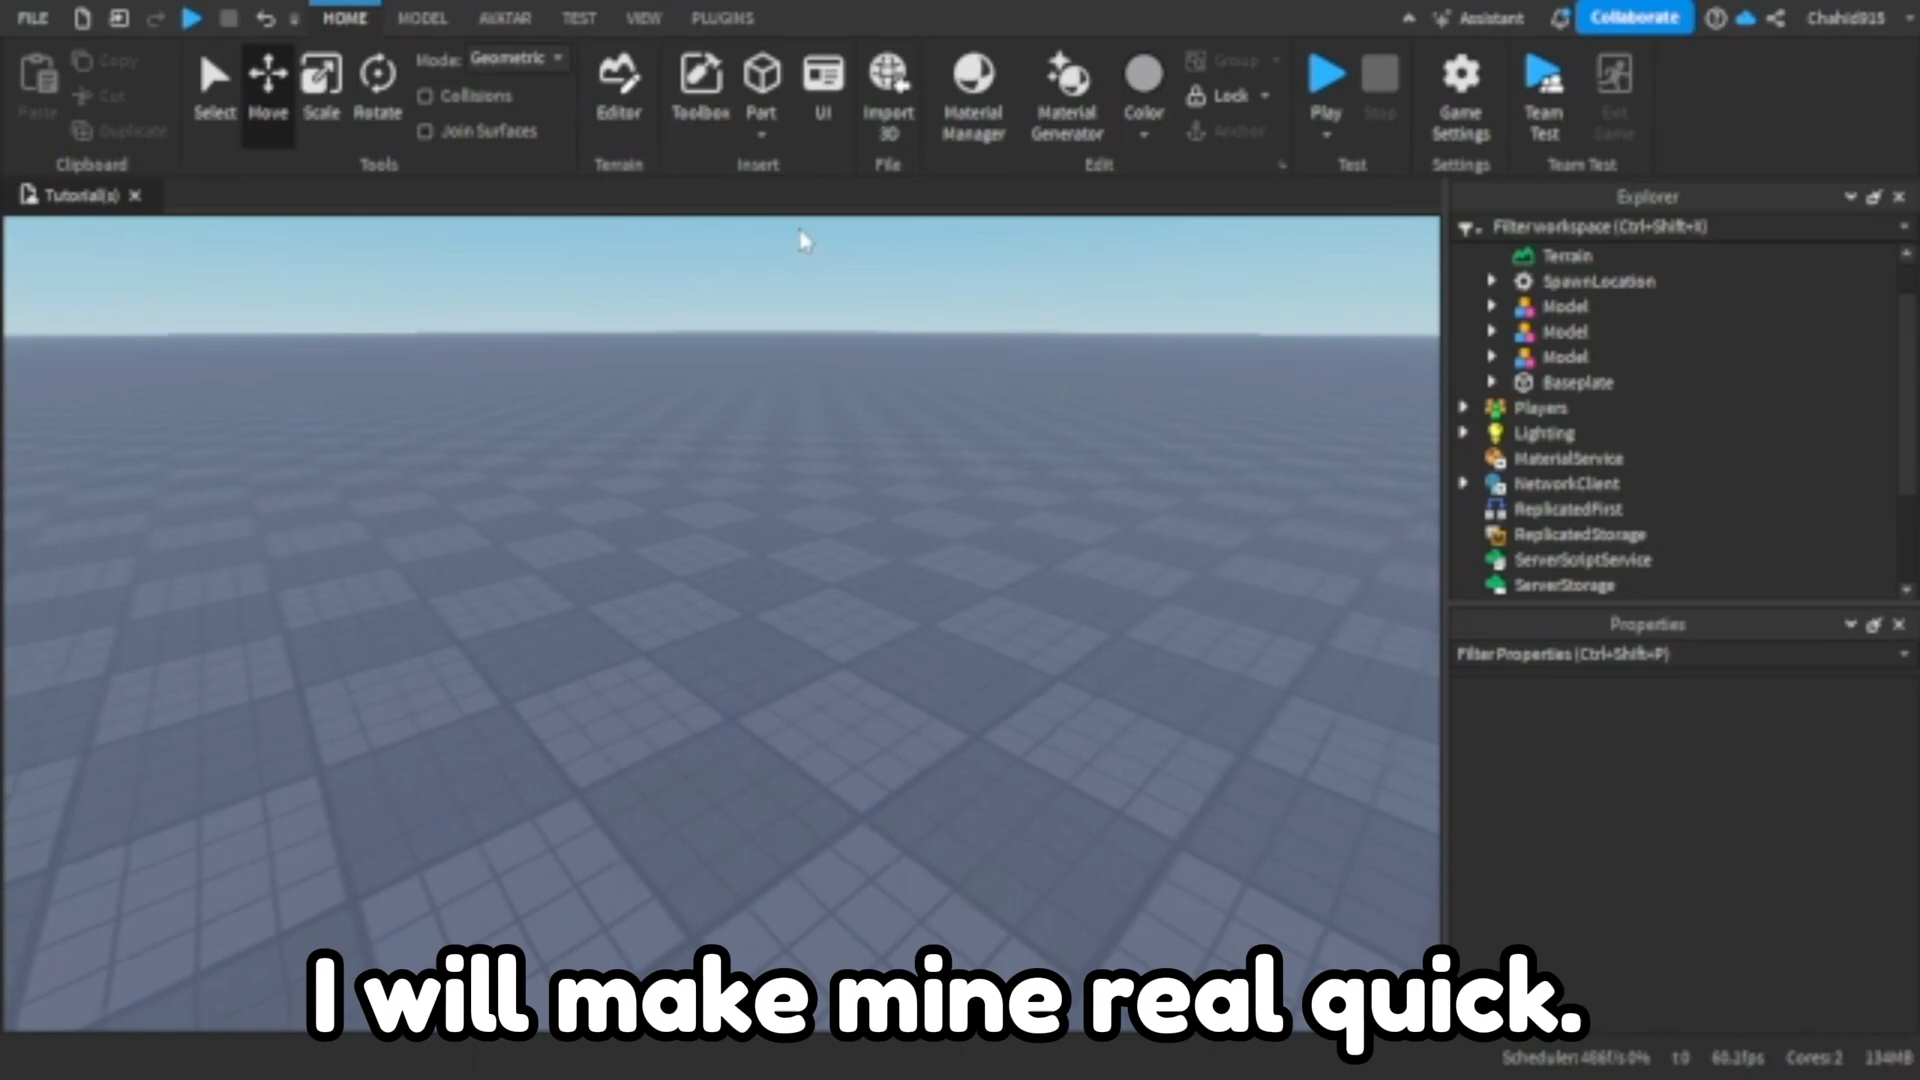 FILE HOME MODEL AVATAR TEST VIEW PLUGINS Assistant Collaborate Chahid915
Paste Copy Cut Duplicate
Select Move Scale Rotate
Mode: Geometric
Collisions
Join Surfaces
Editor Toolbox Part UI Import 3D
Material Manager Material Generator Color
Group Lock Anchor
Play Stop Game Settings Team Test Exit Game
Clipboard Tools Terrain Insert File Edit Test Settings Team Test
Tutorial(s)
Explorer
Filter workspace (Ctrl+Shift+X)
Terrain
SpawnLocation
Model
Model
Model
Baseplate
Players
Lighting
MaterialService
NetworkClient
ReplicatedFirst
ReplicatedStorage
ServerScriptService
ServerStorage
Properties
Filter Properties (Ctrl+Shift+P)
I will make mine real quick.
t:0 60.2fps Cores: 2 134MB